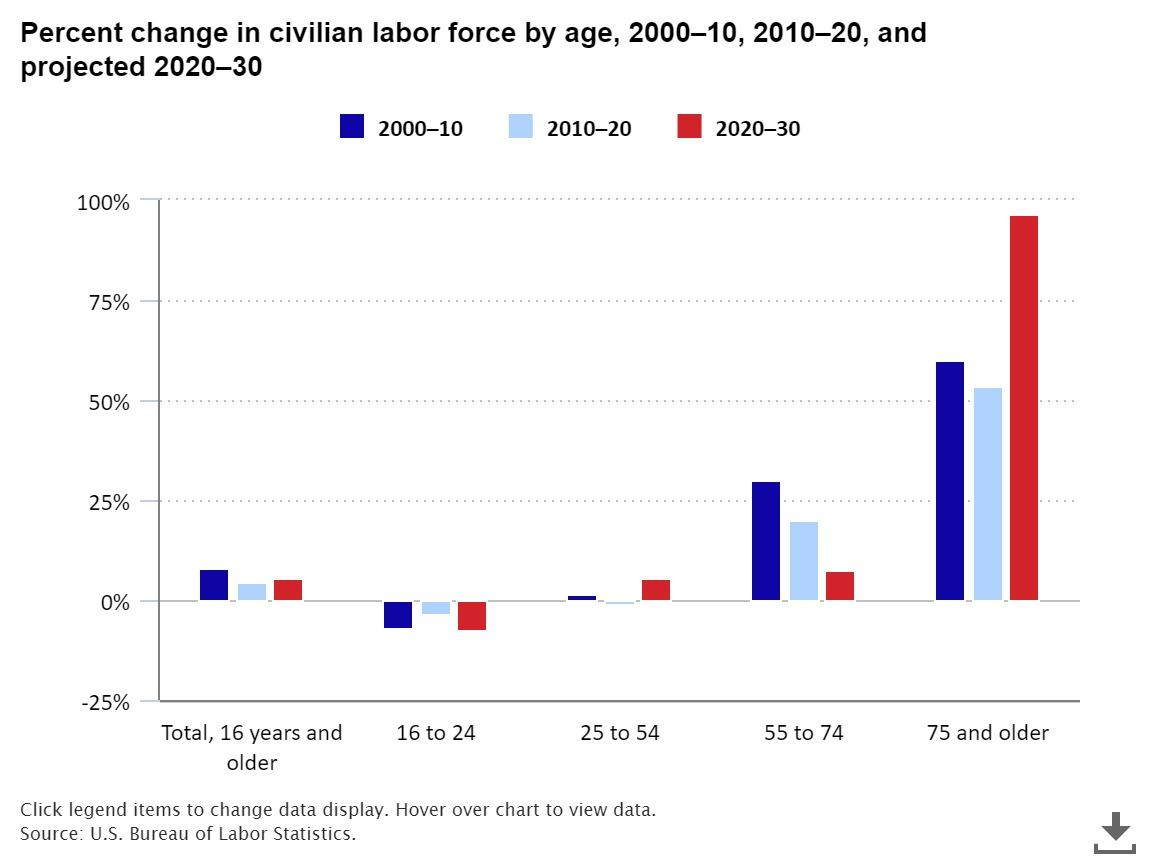 Percent change in civilian labor force by age, 2000–10, 2010–20, and
projected 2020–30
2000–10
2010–20
2020–30
100%
75%
50%
25%
0%
-25%
Total, 16 years and
older
16 to 24
25 to 54
55 to 74
75 and older
Click legend items to change data display. Hover over chart to view data.
Source: U.S. Bureau of Labor Statistics.